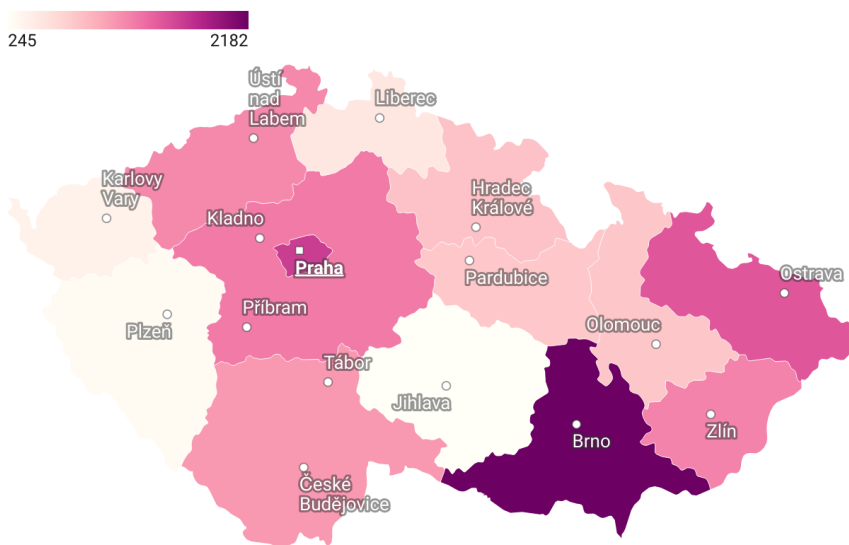 245 2182
Ústí
nad
Labem
Liberec
Karlovy
Vary
Hradec
Králové
Kladno
Praha
Pardubice
Ostrava
Příbram
Plzeň
Olomouc
Tábor
Jihlava
Zlín
Brno
České
Budějovice